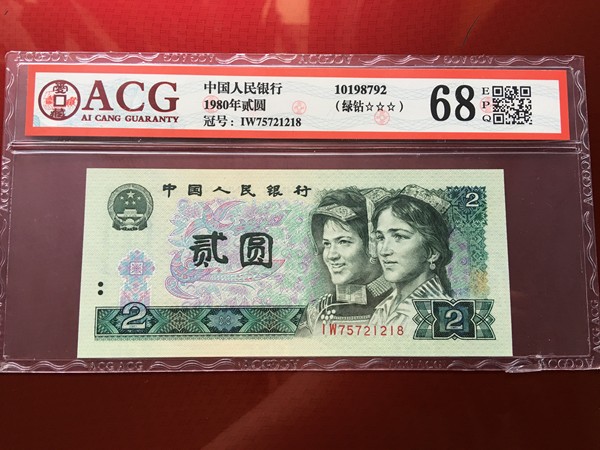 ACG
AI CANG GUARANTY
中国人民银行
1980年贰圆
冠号：IW75721218
10198792
（绿钻☆☆☆）
68
EPQ
中国人民银行
2
贰圆
2
IW75721218
2